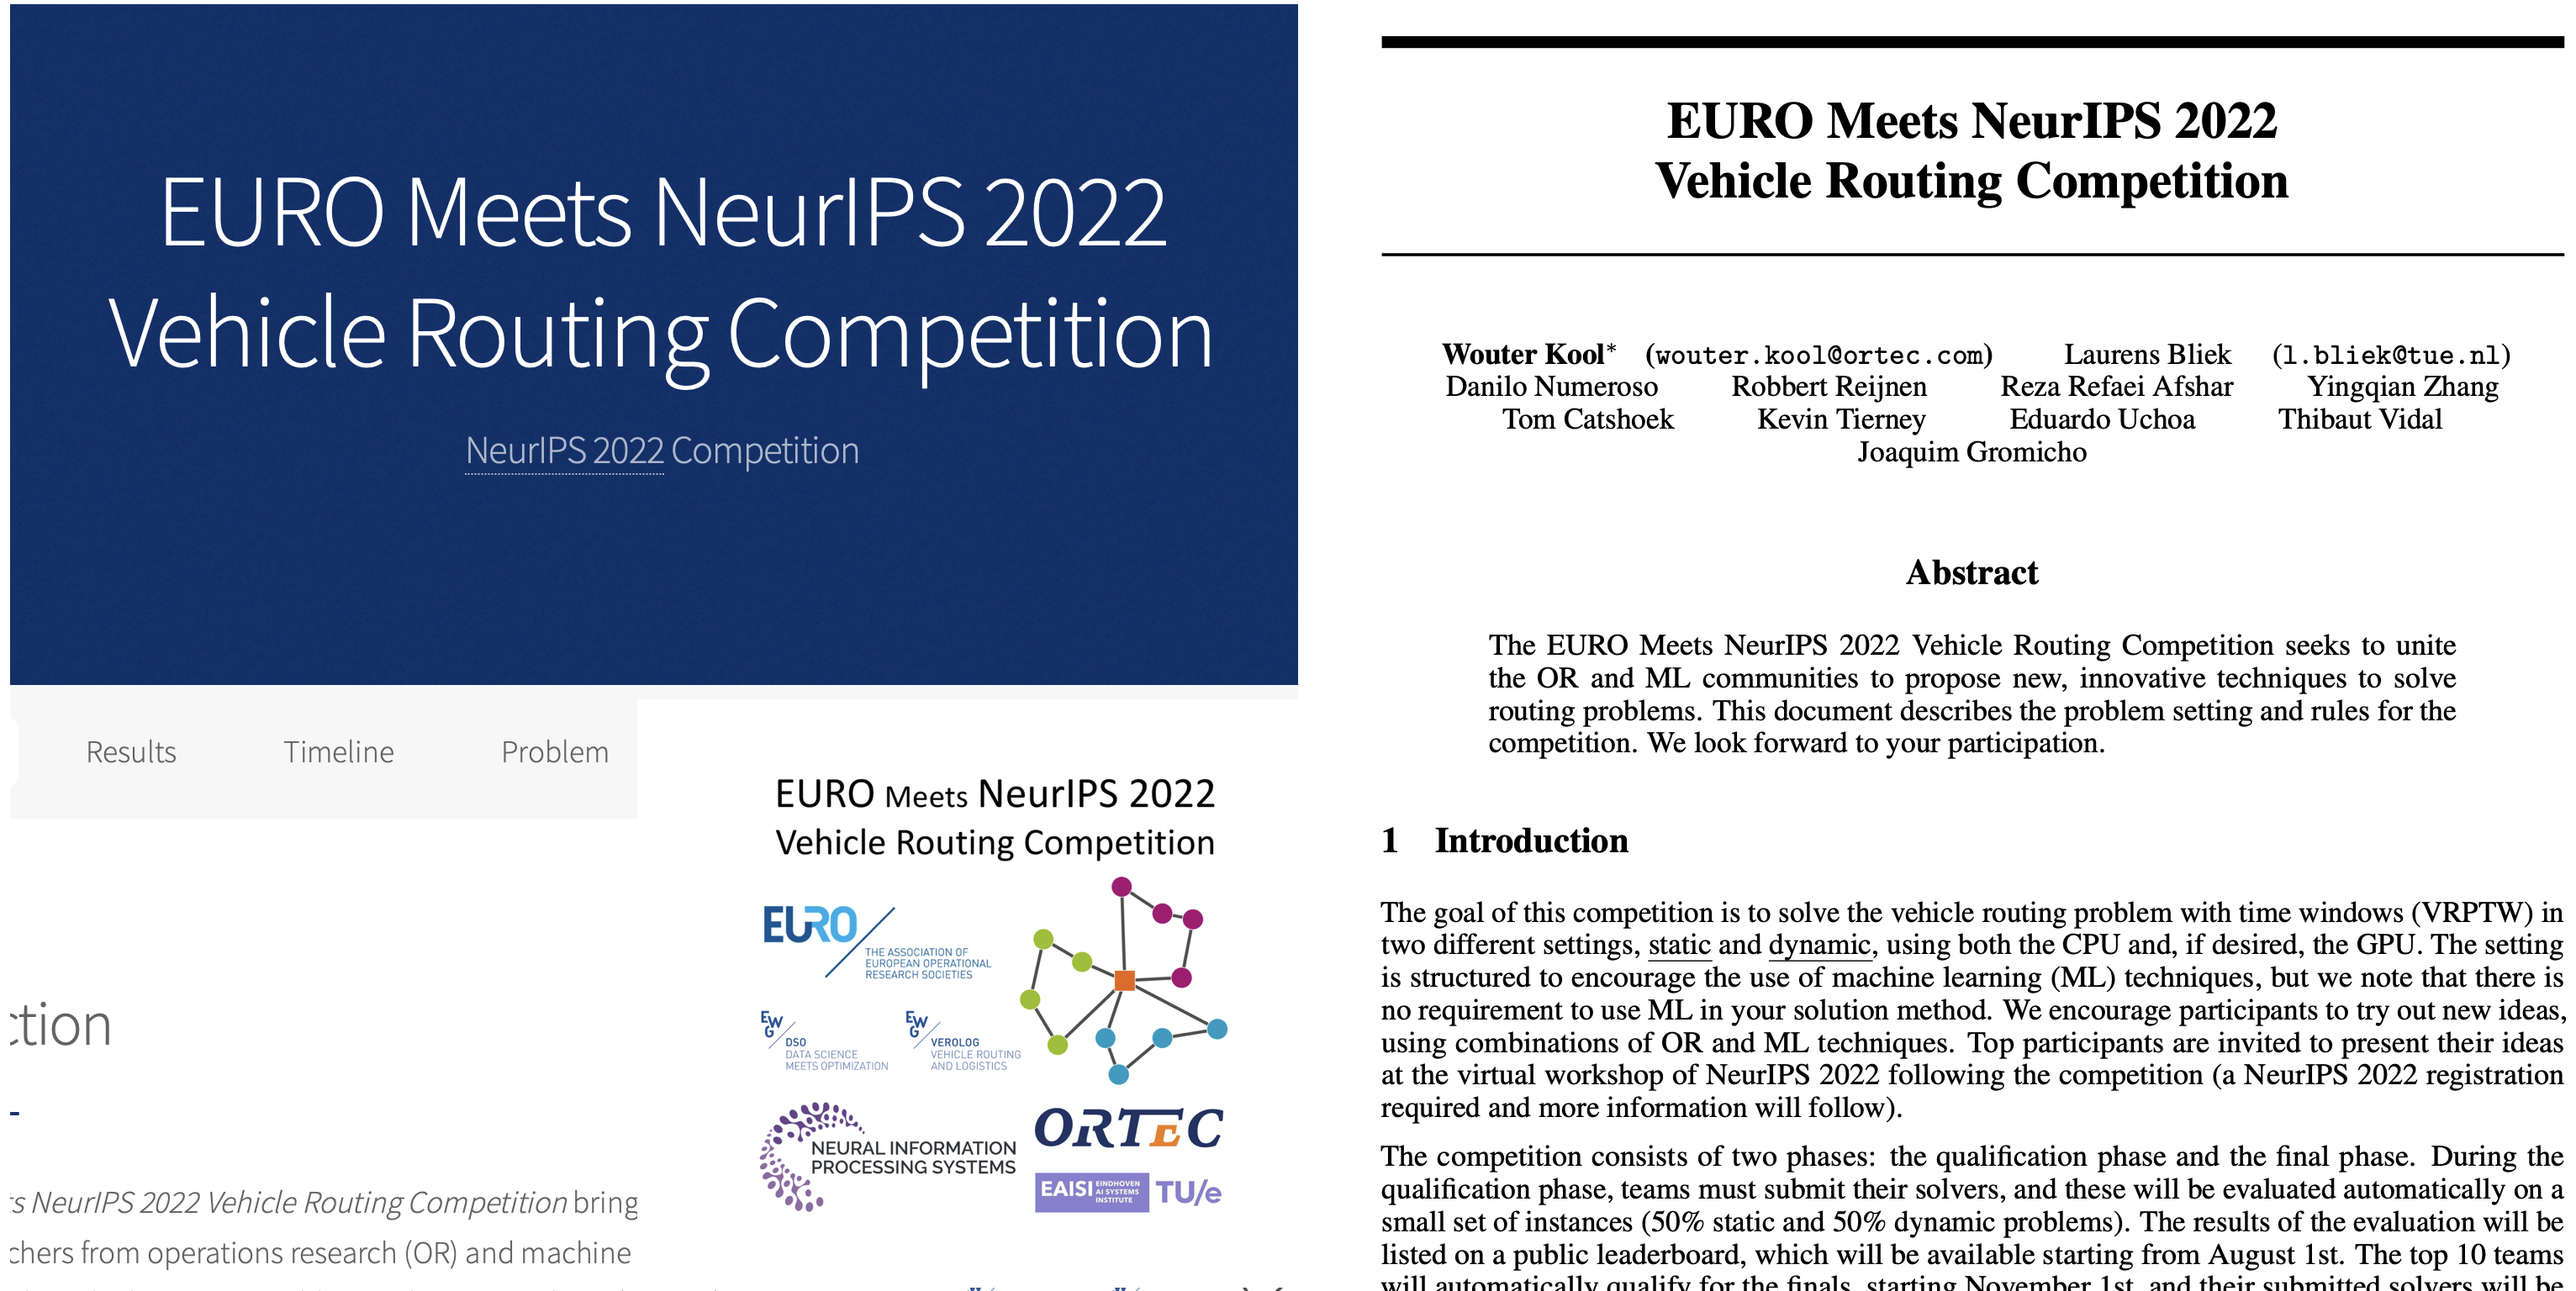 EURO Meets NeurIPS 2022
Vehicle Routing Competition
NeurIPS 2022 Competition
Results Timeline Problem
ction
ts NeurIPS 2022 Vehicle Routing Competition bring
chers from operations research (OR) and machine
EURO Meets NeurIPS 2022
Vehicle Routing Competition
EURO
THE ASSOCIATION OF
EUROPEAN OPERATIONAL
RESEARCH SOCIETIES
EWG
DSO
DATA SCIENCE
MEETS OPTIMIZATION
EWG
VEROLOG
VEHICLE ROUTING
AND LOGISTICS
NEURAL INFORMATION
PROCESSING SYSTEMS
ORTEC
EAISI EINDHOVEN
AI SYSTEMS
INSTITUTE
TU/e
EURO Meets NeurIPS 2022
Vehicle Routing Competition
Wouter Kool* (wouter.kool@ortec.com) Laurens Bliek (l.bliek@tue.nl)
Danilo Numeroso Robbert Reijnen Reza Refaei Afshar Yingqian Zhang
Tom Catshoek Kevin Tierney Eduardo Uchoa Thibaut Vidal
Joaquim Gromicho
Abstract
The EURO Meets NeurIPS 2022 Vehicle Routing Competition seeks to unite
the OR and ML communities to propose new, innovative techniques to solve
routing problems. This document describes the problem setting and rules for the
competition. We look forward to your participation.
1 Introduction
The goal of this competition is to solve the vehicle routing problem with time windows (VRPTW) in
two different settings, static and dynamic, using both the CPU and, if desired, the GPU. The setting
is structured to encourage the use of machine learning (ML) techniques, but we note that there is
no requirement to use ML in your solution method. We encourage participants to try out new ideas,
using combinations of OR and ML techniques. Top participants are invited to present their ideas
at the virtual workshop of NeurIPS 2022 following the competition (a NeurIPS 2022 registration
required and more information will follow).
The competition consists of two phases: the qualification phase and the final phase. During the
qualification phase, teams must submit their solvers, and these will be evaluated automatically on a
small set of instances (50% static and 50% dynamic problems). The results of the evaluation will be
listed on a public leaderboard, which will be available starting from August 1st. The top 10 teams
will automatically qualify for the finals, starting November 1st, and their submitted solvers will be